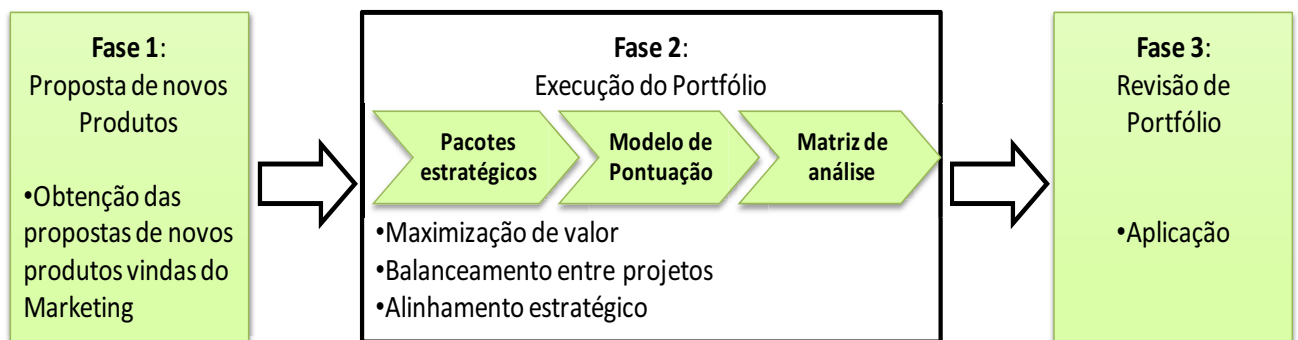 Fase 1:
Proposta de novos
Produtos
•Obtenção das
propostas de novos
produtos vindas do
Marketing
Fase 2:
Execução do Portfólio
Pacotes
estratégicos
Modelo de
Pontuação
Matriz de
análise
•Maximização de valor
•Balanceamento entre projetos
•Alinhamento estratégico
Fase 3:
Revisão de
Portfólio
•Aplicação